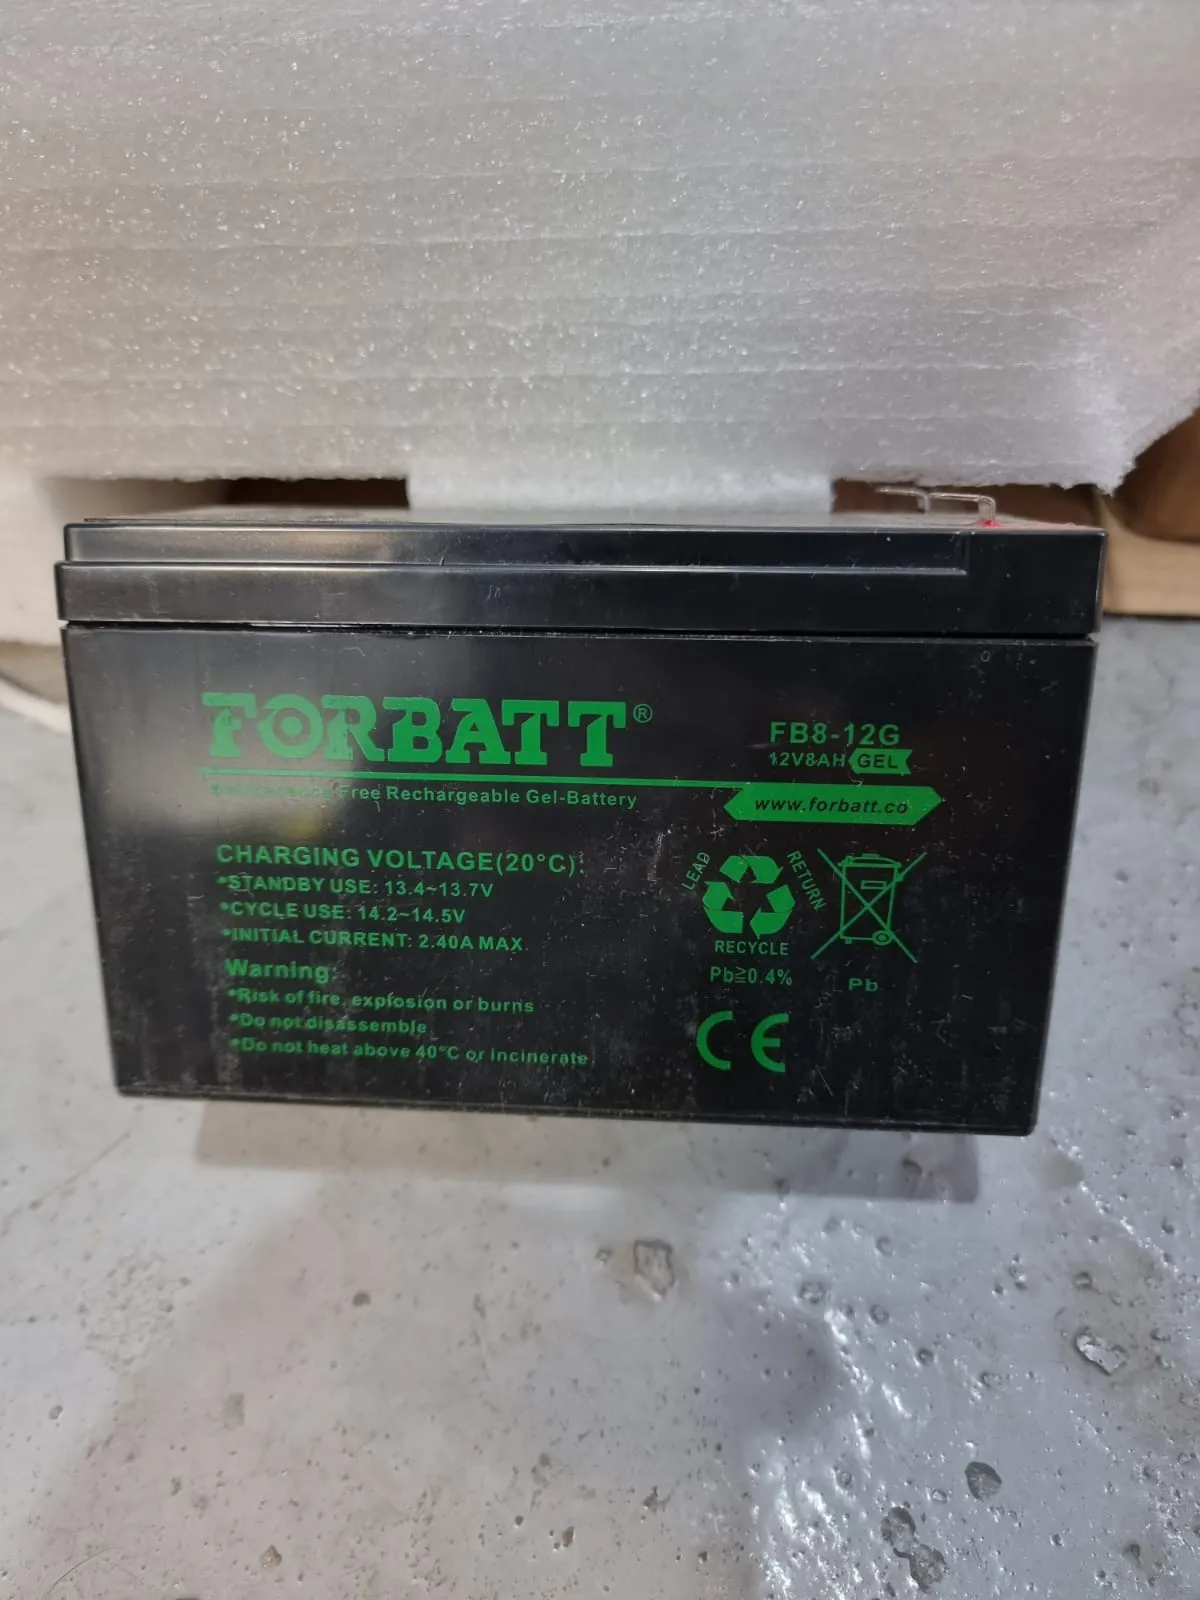 FORBATT®
FB8-12G
12V8AH GEL
Free Rechargeable Gel-Battery
www.forbatt.co
CHARGING VOLTAGE(20°C):
*STANDBY USE: 13.4~13.7V
*CYCLE USE: 14.2~14.5V
*INITIAL CURRENT: 2.40A MAX.
Warning:
*Risk of fire, explosion or burns
*Do not disassemble
*Do not heat above 40°C or incinerate
LEAD
RETURN
RECYCLE
Pb≧0.4%
Pb
CE